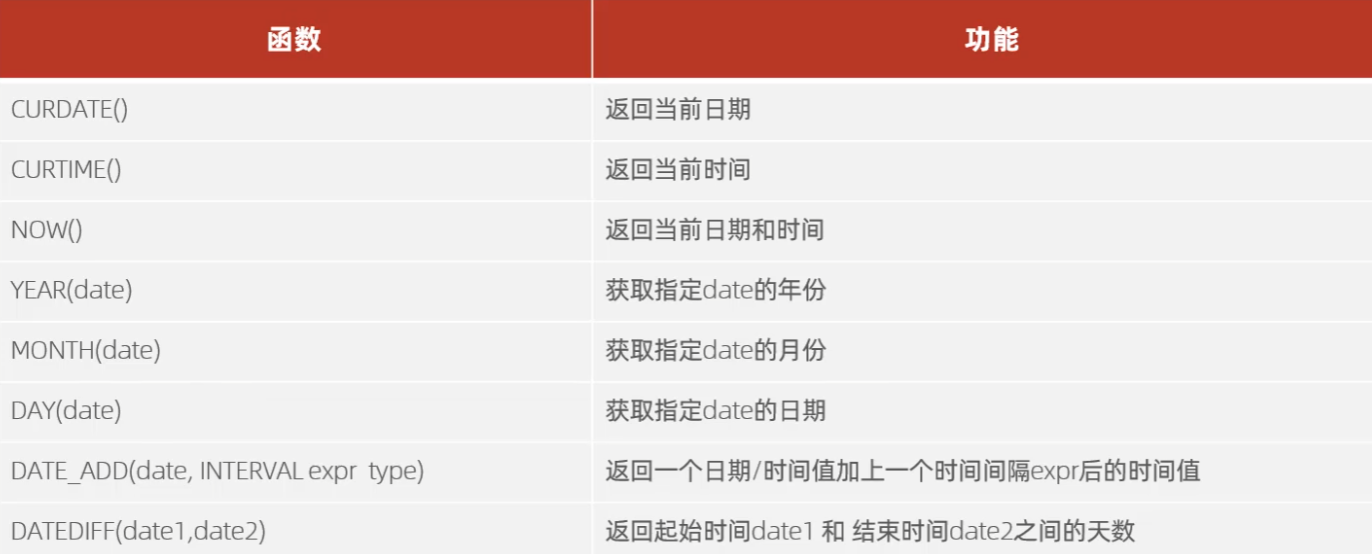 函数 功能
CURDATE() 返回当前日期
CURTIME() 返回当前时间
NOW() 返回当前日期和时间
YEAR(date) 获取指定date的年份
MONTH(date) 获取指定date的月份
DAY(date) 获取指定date的日期
DATE_ADD(date, INTERVAL expr type) 返回一个日期/时间值加上一个时间间隔expr后的时间值
DATEDIFF(date1,date2) 返回起始时间date1 和 结束时间date2之间的天数